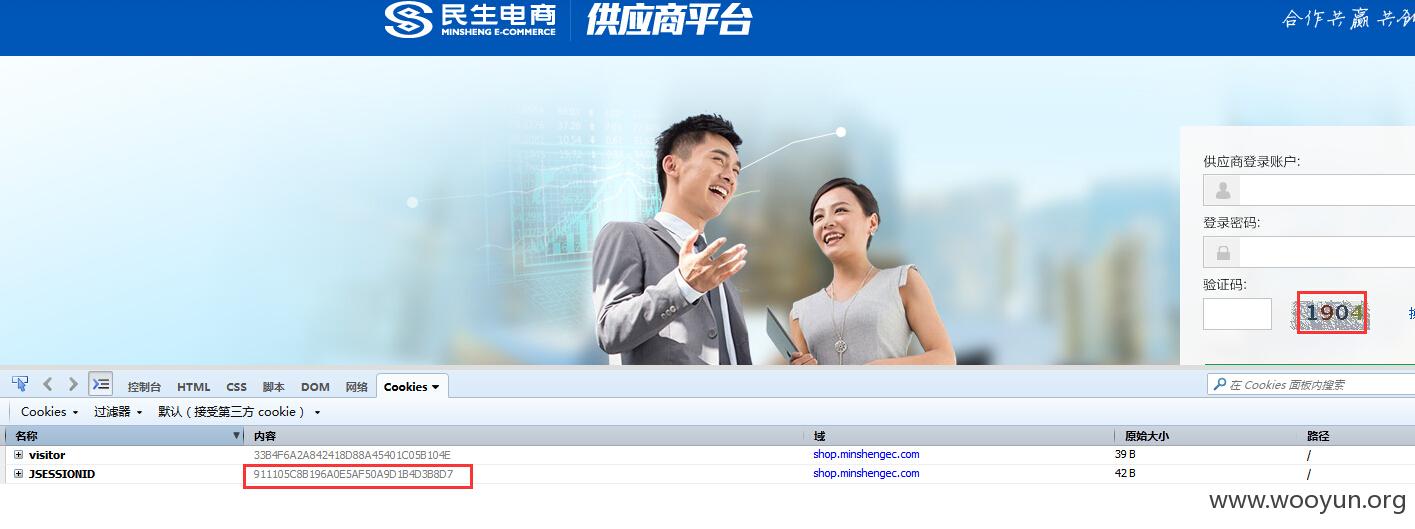 民生电商
MINSHENG E-COMMERCE
供应商平台
合作共赢 共创
供应商登录账户:
登录密码:
验证码:
1904
控制台 HTML CSS 脚本 DOM 网络 Cookies
在 Cookies 面板内搜索
Cookies 过滤器 默认（接受第三方 cookie）
名称 内容 域 原始大小 路径
visitor 33B4F6A2A842418D88A45401C05B104E shop.minshengec.com 39 B /
JSESSIONID 911105C8B196A0E5AF50A9D1B4D3B8D7 shop.minshengec.com 42 B /
www.wooyun.org